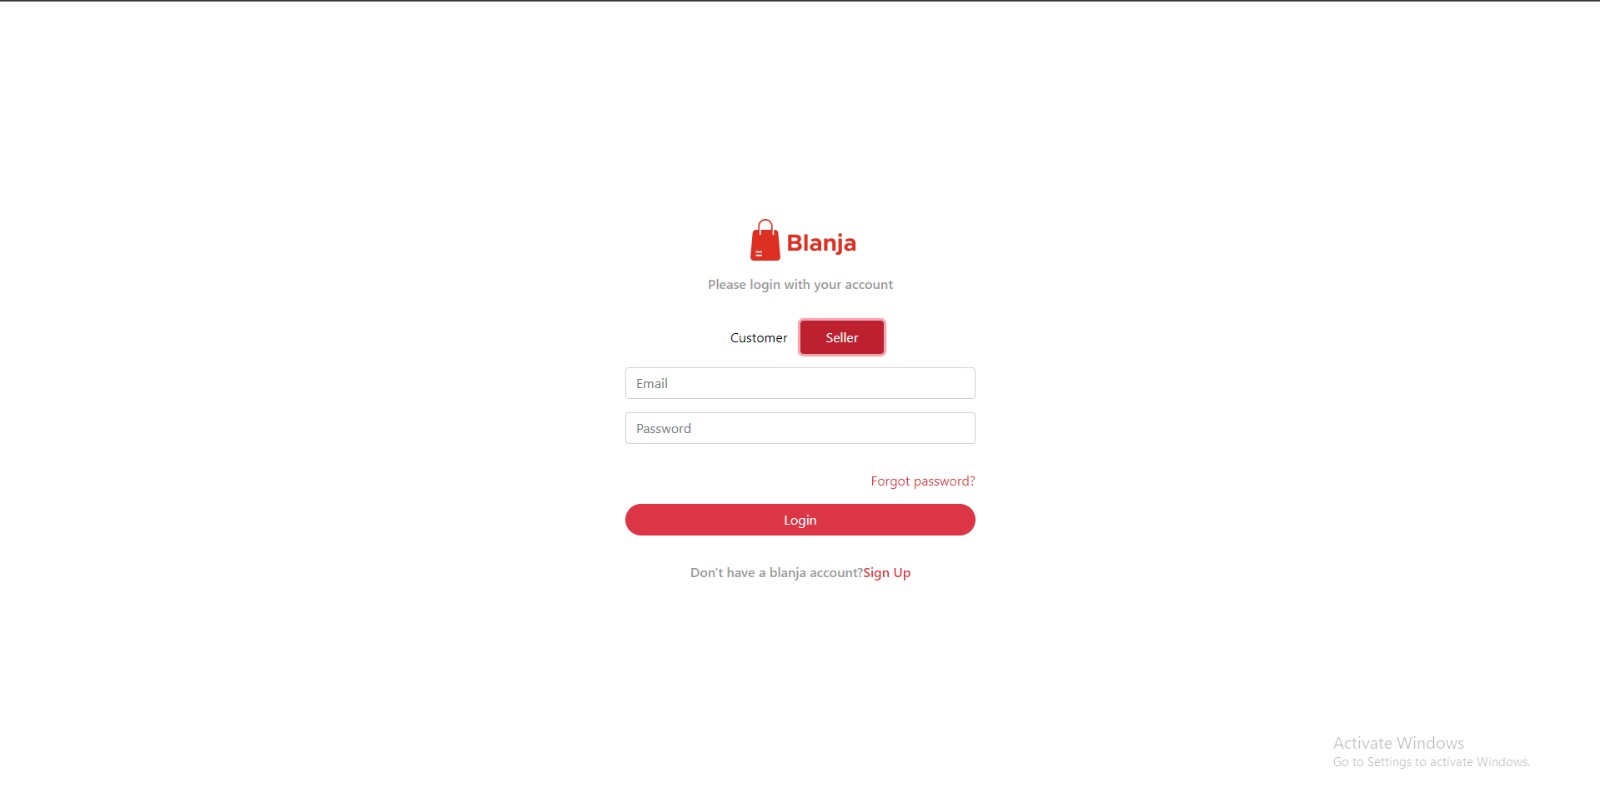 Blanja
Please login with your account
Customer Seller
Email
Password
Forgot password?
Login
Don't have a blanja account?Sign Up
Activate Windows
Go to Settings to activate Windows.